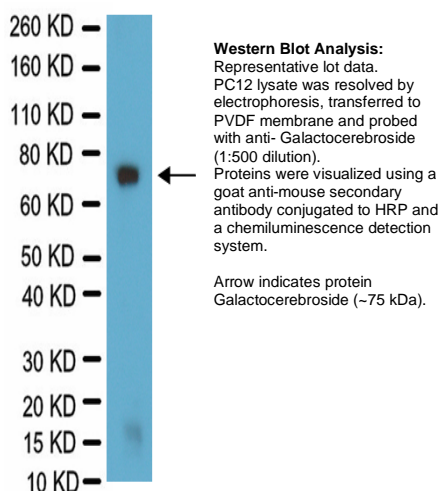 260 KD
160 KD
110 KD
80 KD
60 KD
50 KD
40 KD
30 KD
20 KD
15 KD
10 KD
Western Blot Analysis:
Representative lot data.
PC12 lysate was resolved by
electrophoresis, transferred to
PVDF membrane and probed
with anti- Galactocerebroside
(1:500 dilution).
Proteins were visualized using a
goat anti-mouse secondary
antibody conjugated to HRP and
a chemiluminescence detection
system.
Arrow indicates protein
Galactocerebroside (~75 kDa).